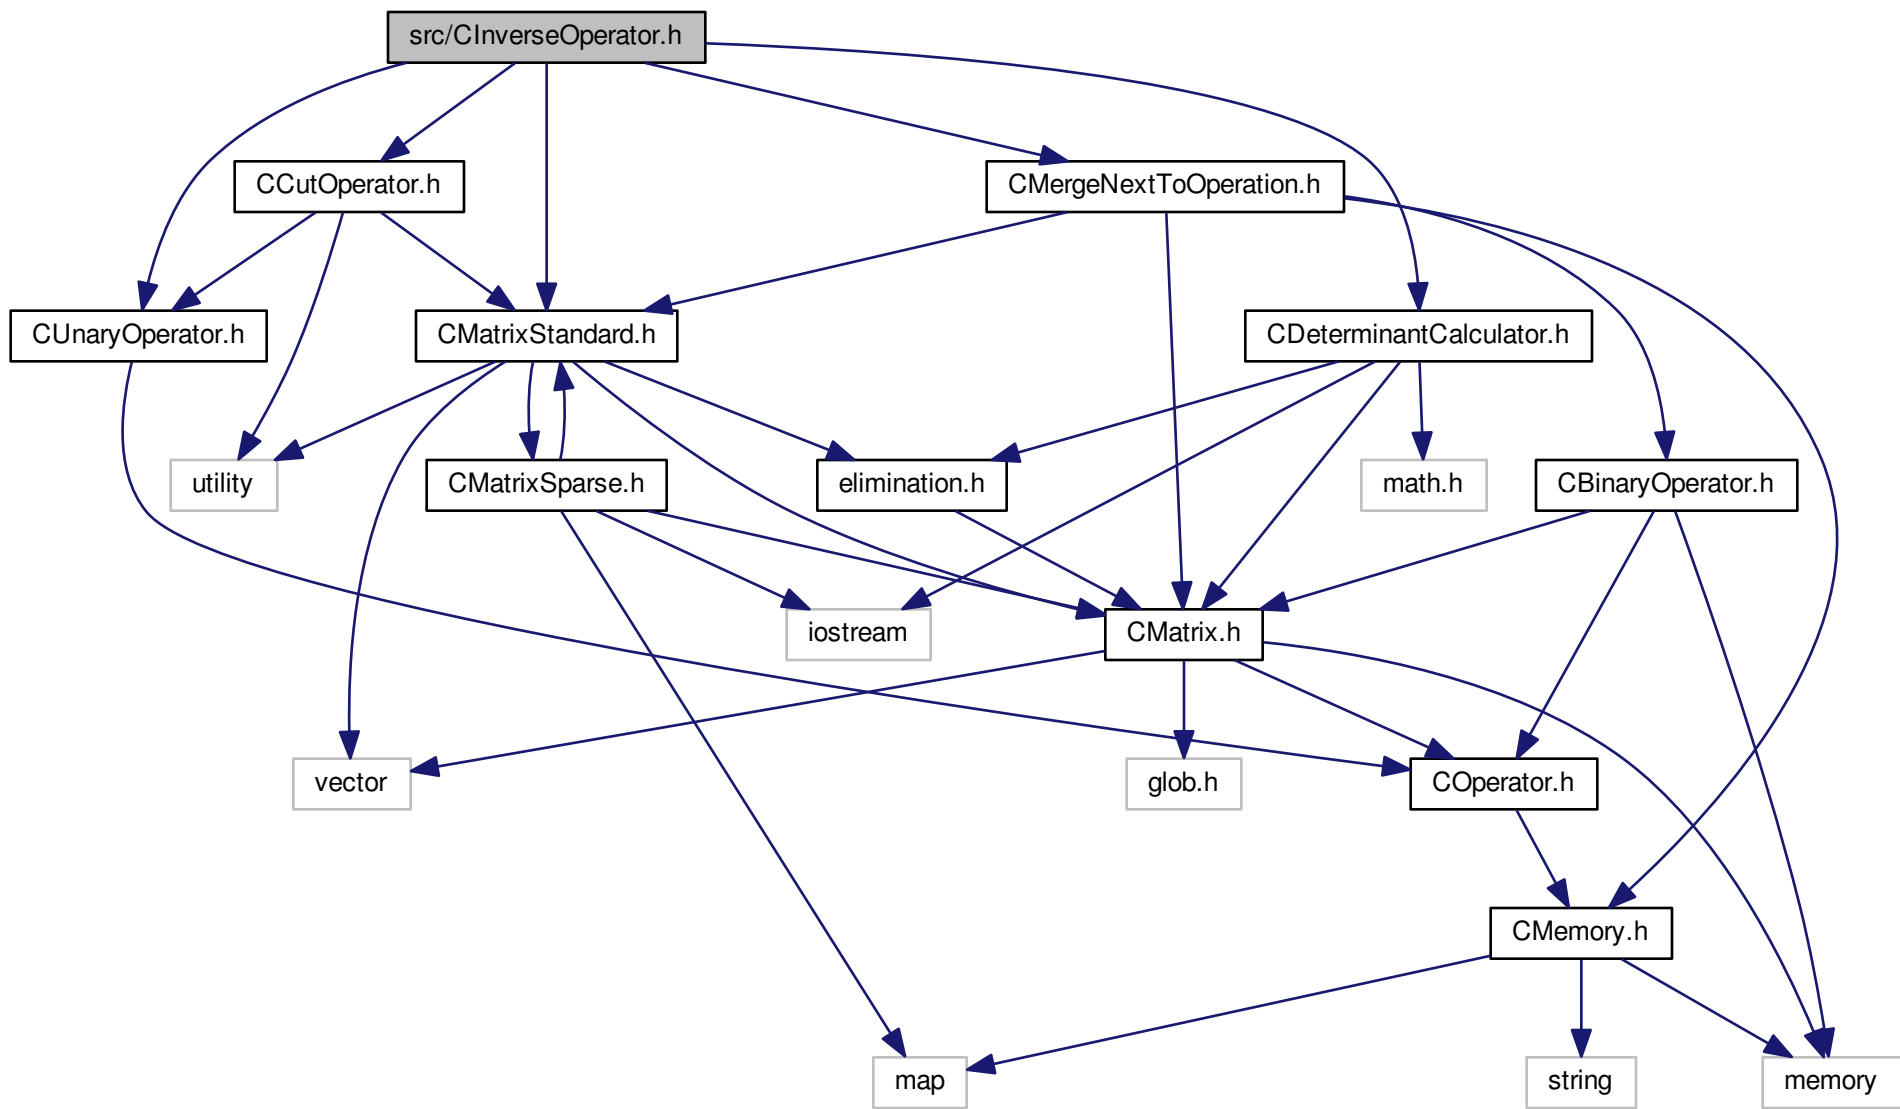 src/CInverseOperator.h
CCutOperator.h
CMergeNextToOperation.h
CUnaryOperator.h
CMatrixStandard.h
CDeterminantCalculator.h
utility
CMatrixSparse.h
elimination.h
math.h
CBinaryOperator.h
iostream
CMatrix.h
vector
glob.h
COperator.h
CMemory.h
map
string
memory